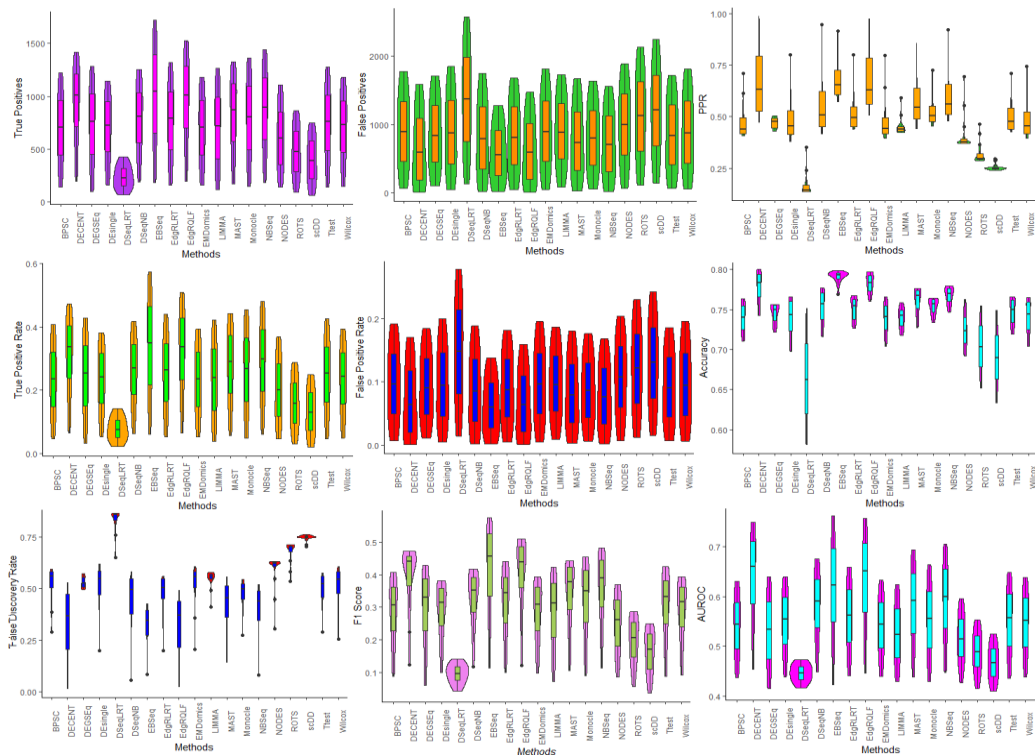 True Positives
1500
1000
500
0
BPSC
DECENT
DEGSEq
DEsingle
DSeqLRT
DSeqNB
EBSeq
EdgRLRT
EdgRQLF
EMDomics
LIMMA
MAST
Monocle
NBSeq
NODES
ROTS
scDD
Ttest
Wilcox
Methods
False Positives
2000
1000
0
BPSC
DECENT
DEGSEq
DEsingle
DSeqLRT
DSeqNB
EBSeq
EdgRLRT
EdgRQLF
EMDomics
LIMMA
MAST
Monocle
NBSeq
NODES
ROTS
scDD
Ttest
Wilcox
Methods
PPR
1.00
0.75
0.50
0.25
BPSC
DECENT
DEGSEq
DEsingle
DSeqLRT
DSeqNB
EBSeq
EdgRLRT
EdgRQLF
EMDomics
LIMMA
MAST
Monocle
NBSeq
NODES
ROTS
scDD
Ttest
Wilcox
Methods
True Positive Rate
0.6
0.4
0.2
0.0
BPSC
DECENT
DEGSEq
DEsingle
DSeqLRT
DSeqNB
EBSeq
EdgRLRT
EdgRQLF
EMDomics
LIMMA
MAST
Monocle
NBSeq
NODES
ROTS
scDD
Ttest
Wilcox
Methods
False Positive Rate
0.2
0.1
0.0
BPSC
DECENT
DEGSEq
DEsingle
DSeqLRT
DSeqNB
EBSeq
EdgRLRT
EdgRQLF
EMDomics
LIMMA
MAST
Monocle
NBSeq
NODES
ROTS
scDD
Ttest
Wilcox
Methods
Accuracy
0.80
0.75
0.70
0.65
0.60
BPSC
DECENT
DEGSEq
DEsingle
DSeqLRT
DSeqNB
EBSeq
EdgRLRT
EdgRQLF
EMDomics
LIMMA
MAST
Monocle
NBSeq
NODES
ROTS
scDD
Ttest
Wilcox
Methods
False Discovery Rate
0.75
0.50
0.25
0.00
BPSC
DECENT
DEGSEq
DEsingle
DSeqLRT
DSeqNB
EBSeq
EdgRLRT
EdgRQLF
EMDomics
LIMMA
MAST
Monocle
NBSeq
NODES
ROTS
scDD
Ttest
Wilcox
Methods
F1 Score
0.5
0.4
0.3
0.2
0.1
BPSC
DECENT
DEGSEq
DEsingle
DSeqLRT
DSeqNB
EBSeq
EdgRLRT
EdgRQLF
EMDomics
LIMMA
MAST
Monocle
NBSeq
NODES
ROTS
scDD
Ttest
Wilcox
Methods
AUROC
0.7
0.6
0.5
0.4
BPSC
DECENT
DEGSEq
DEsingle
DSeqLRT
DSeqNB
EBSeq
EdgRLRT
EdgRQLF
EMDomics
LIMMA
MAST
Monocle
NBSeq
NODES
ROTS
scDD
Ttest
Wilcox
Methods